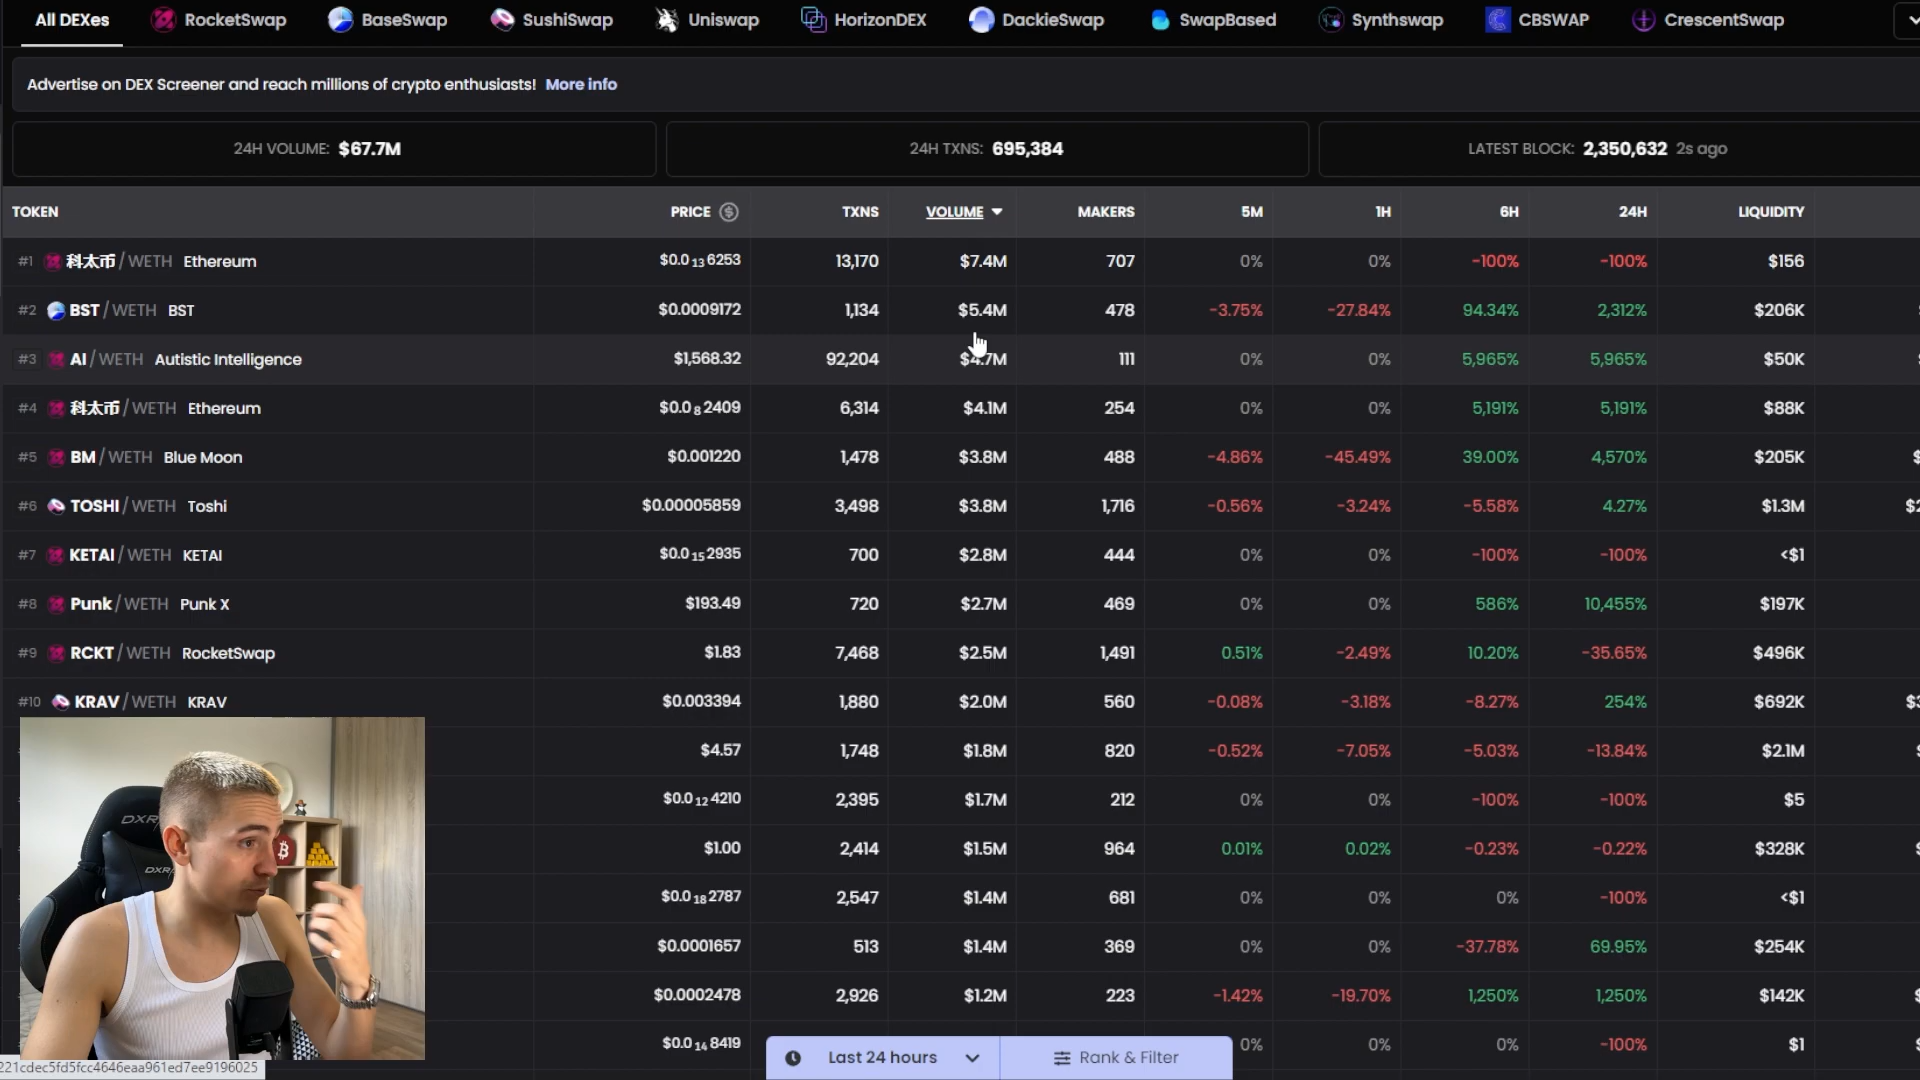 All DEXes RocketSwap BaseSwap SushiSwap Uniswap HorizonDEX DackieSwap SwapBased Synthswap CBSWAP CrescentSwap
Advertise on DEX Screener and reach millions of crypto enthusiasts! More info
24H VOLUME: $67.7M 24H TXNS: 695,384 LATEST BLOCK: 2,350,632 2s ago
TOKEN PRICE TXNS VOLUME MAKERS 5M 1H 6H 24H LIQUIDITY
#1 科太币/WETH Ethereum $0.0₁₃6253 13,170 $7.4M 707 0% 0% -100% -100% $156
#2 BST/WETH BST $0.0009172 1,134 $5.4M 478 -3.75% -27.84% 94.34% 2,312% $206K
#3 AI/WETH Autistic Intelligence $1,568.32 92,204 $4.7M 111 0% 0% 5,965% 5,965% $50K
#4 科太币/WETH Ethereum $0.0₈2409 6,314 $4.1M 254 0% 0% 5,191% 5,191% $88K
#5 BM/WETH Blue Moon $0.001220 1,478 $3.8M 488 -4.86% -45.49% 39.00% 4,570% $205K
#6 TOSHI/WETH Toshi $0.00005859 3,498 $3.8M 1,716 -0.56% -3.24% -5.58% 4.27% $1.3M
#7 KETAI/WETH KETAI $0.0₁₅2935 700 $2.8M 444 0% 0% -100% -100% <$1
#8 Punk/WETH Punk X $193.49 720 $2.7M 469 0% 0% 586% 10,455% $197K
#9 RCKT/WETH RocketSwap $1.83 7,468 $2.5M 1,491 0.51% -2.49% 10.20% -35.65% $496K
#10 KRAV/WETH KRAV $0.003394 1,880 $2.0M 560 -0.08% -3.18% -8.27% 254% $692K
$4.57 1,748 $1.8M 820 -0.52% -7.05% -5.03% -13.84% $2.1M
$0.0₁₂4210 2,395 $1.7M 212 0% 0% -100% -100% $5
$1.00 2,414 $1.5M 964 0.01% 0.02% -0.23% -0.22% $328K
$0.0₁₈2787 2,547 $1.4M 681 0% 0% 0% -100% <$1
$0.0001657 513 $1.4M 369 0% 0% -37.78% 69.95% $254K
$0.0002478 2,926 $1.2M 223 -1.42% -19.70% 1,250% 1,250% $142K
$0.0₁₄8419 0% 0% 0% -100% $1
Last 24 hours Rank & Filter
221cdec5fd5fcc4646eaa961ed7ee9196025